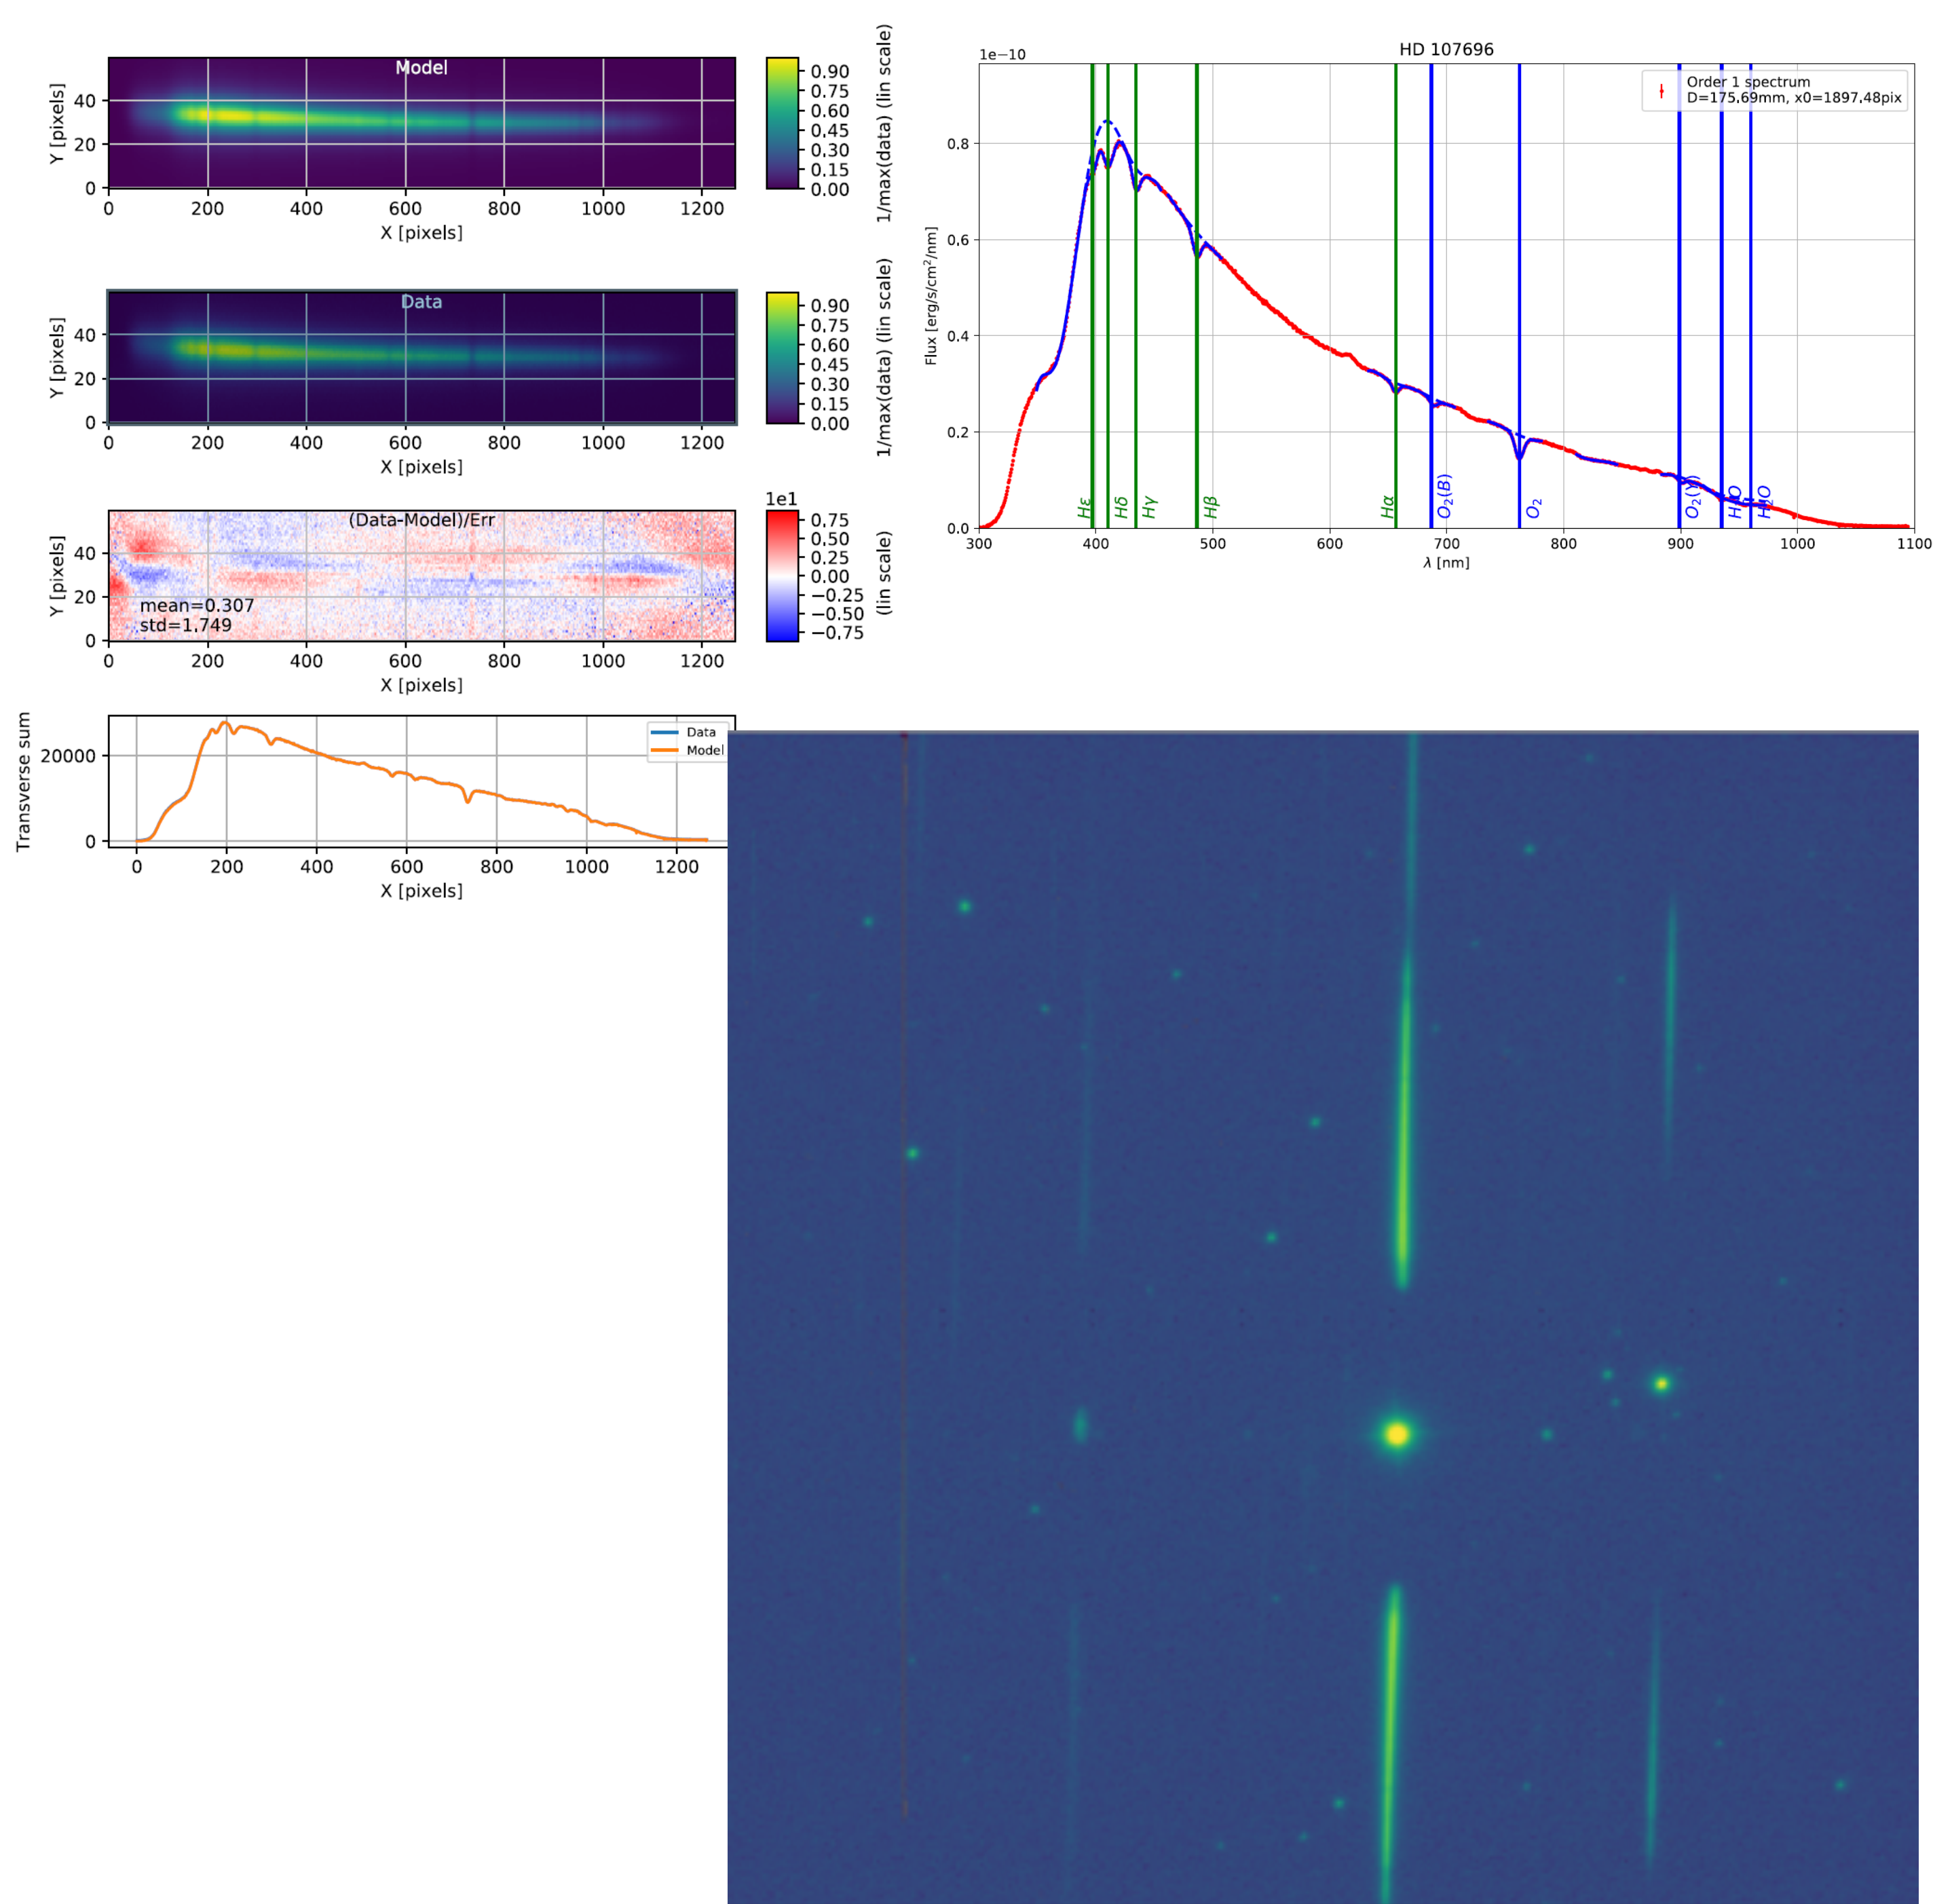 Model
Y [pixels]
40
20
0
0 200 400 600 800 1000 1200
X [pixels]
0.90
0.75
0.60
0.45
0.30
0.15
0.00
1/max(data) (lin scale)
Data
Y [pixels]
40
20
0
0 200 400 600 800 1000 1200
X [pixels]
0.90
0.75
0.60
0.45
0.30
0.15
0.00
1/max(data) (lin scale)
(Data-Model)/Err
Y [pixels]
40
20
0
mean=0.307
std=1.749
0 200 400 600 800 1000 1200
X [pixels]
1e1
0.75
0.50
0.25
0.00
−0.25
−0.50
−0.75
(lin scale)
Transverse sum
20000
0
Data
Model
0 200 400 600 800 1000 1200
X [pixels]
HD 107696
1e−10
Order 1 spectrum
D=175.69mm, x0=1897.48pix
Flux [erg/s/cm²/nm]
0.8
0.6
0.4
0.2
0.0
Hε
Hδ
Hγ
Hβ
Hα
O₂(B)
O₂
O₂(Y)
H₂O
H₂O
300 400 500 600 700 800 900 1000 1100
λ [nm]